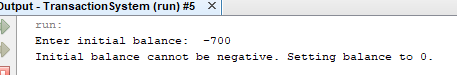 Output - TransactionSystem (run) #5 ×
run:
Enter initial balance:  -700
Initial balance cannot be negative. Setting balance to 0.